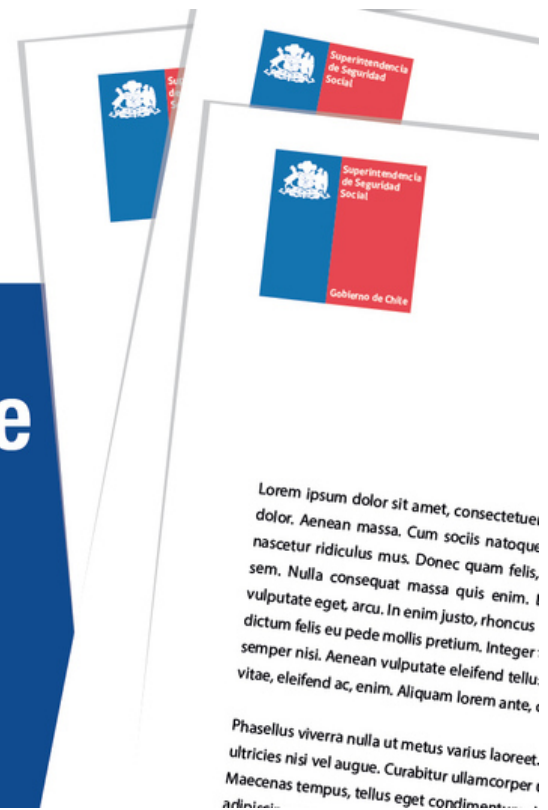 Superintendencia
de Seguridad
Social
Superintendencia
de Seguridad
Social
Gobierno de Chile
e
Lorem ipsum dolor sit amet, consectetuer
dolor. Aenean massa. Cum sociis natoque
nascetur ridiculus mus. Donec quam felis,
sem. Nulla consequat massa quis enim.
vulputate eget, arcu. In enim justo, rhoncus
dictum felis eu pede mollis pretium. Integer
semper nisi. Aenean vulputate eleifend tellus
vitae, eleifend ac, enim. Aliquam lorem ante,
Phasellus viverra nulla ut metus varius laoreet.
ultricies nisi vel augue. Curabitur ullamcorper
Maecenas tempus, tellus eget